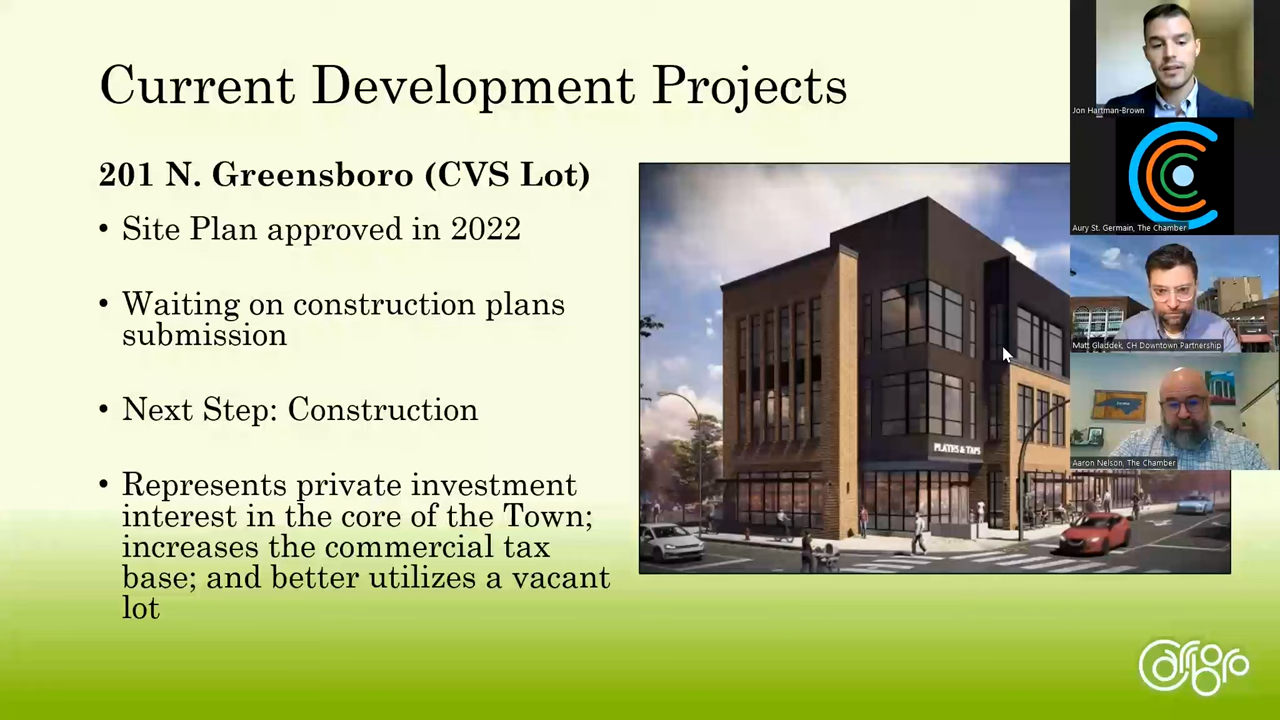 Current Development Projects
201 N. Greensboro (CVS Lot)
• Site Plan approved in 2022
• Waiting on construction plans
submission
• Next Step: Construction
• Represents private investment
interest in the core of the Town;
increases the commercial tax
base; and better utilizes a vacant
lot
PLATES & TAPS
Jon Hartman-Brown
Aury St. Germain, The Chamber
Matt Gladdek, CH Downtown Partnership
Aaron Nelson, The Chamber
Carrboro